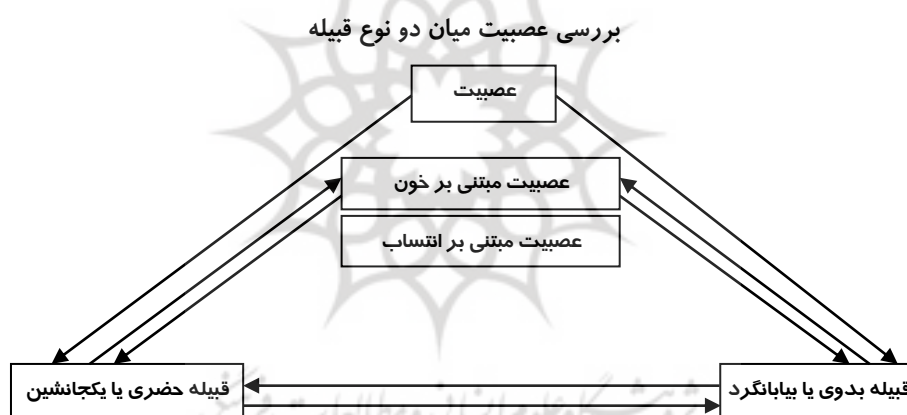 بررسی عصبیت میان دو نوع قبیله
عصبیت
عصبیت مبتنی بر خون
عصبیت مبتنی بر انتساب
قبیله بدوی یا بیابانگرد
قبیله حضری یا یکجانشین